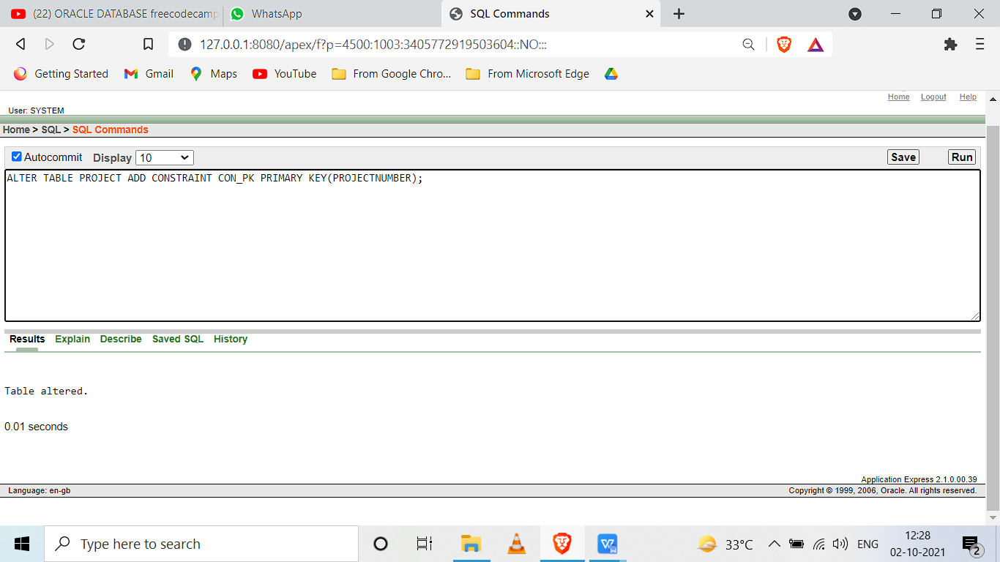 (22) ORACLE DATABASE freecodecamp
WhatsApp
SQL Commands
127.0.0.1:8080/apex/f?p=4500:1003:3405772919503604::NO:::
Getting Started
Gmail
Maps
YouTube
From Google Chro...
From Microsoft Edge
Home Logout Help
User: SYSTEM
Home > SQL > SQL Commands
Autocommit Display 10
Save Run
ALTER TABLE PROJECT ADD CONSTRAINT CON_PK PRIMARY KEY(PROJECTNUMBER);
Results Explain Describe Saved SQL History
Table altered.
0.01 seconds
Application Express 2.1.0.00.39
Language: en-gb
Copyright © 1999, 2006, Oracle. All rights reserved.
Type here to search
33°C
ENG
12:28
02-10-2021
2